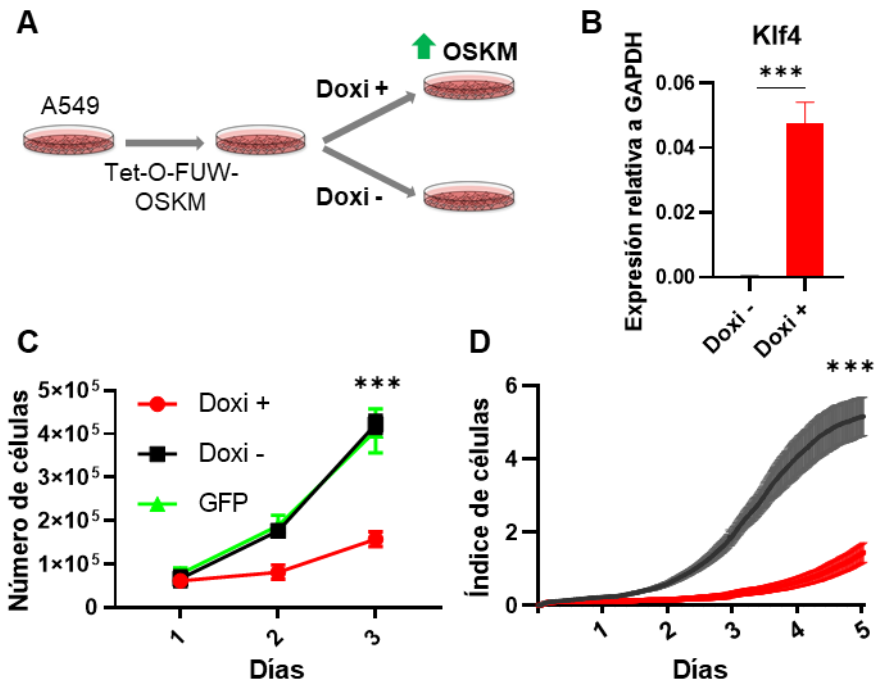 A
A549
Tet-O-FUW-
OSKM
Doxi +
Doxi -
OSKM
B
Klf4
***
Expresión relativa a GAPDH
0.06
0.04
0.02
0.00
Doxi -
Doxi +
C
***
Número de células
5×10⁵
4×10⁵
3×10⁵
2×10⁵
1×10⁵
0
Doxi +
Doxi -
GFP
1
2
3
Días
D
***
Índice de células
6
4
2
0
1
2
3
4
5
Días